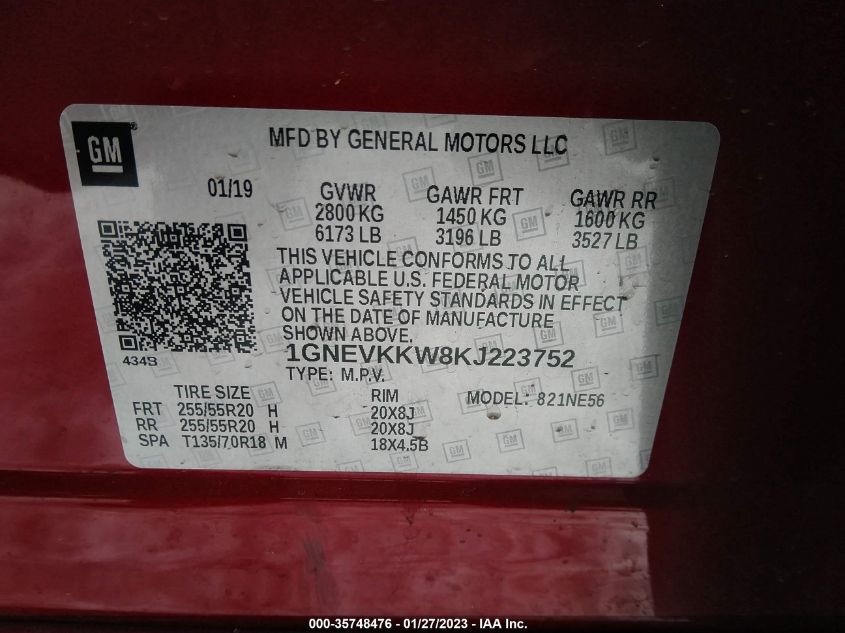 GM
MFD BY GENERAL MOTORS LLC
01/19 GVWR GAWR FRT GAWR RR
2800 KG 1450 KG 1600 KG
6173 LB 3196 LB 3527 LB
THIS VEHICLE CONFORMS TO ALL
APPLICABLE U.S. FEDERAL MOTOR
VEHICLE SAFETY STANDARDS IN EFFECT
ON THE DATE OF MANUFACTURE
SHOWN ABOVE.
434S
1GNEVKKW8KJ223752
TYPE: M.P.V.
TIRE SIZE RIM MODEL: 821NE56
FRT 255/55R20 H 20X8J
RR 255/55R20 H 20X8J
SPA T135/70R18 M 18X4.5B
000-35748476 - 01/27/2023 - IAA Inc.